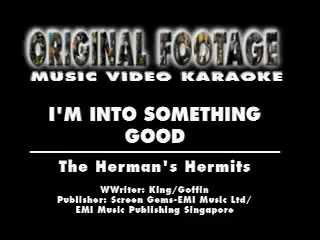 ORIGINAL FOOTAGE
MUSIC VIDEO KARAOKE
I'M INTO SOMETHING
GOOD
The Herman's Hermits
WWriter: King/Goffin
Publisher: Screen Gems-EMI Music Ltd/
EMI Music Publishing Singapore